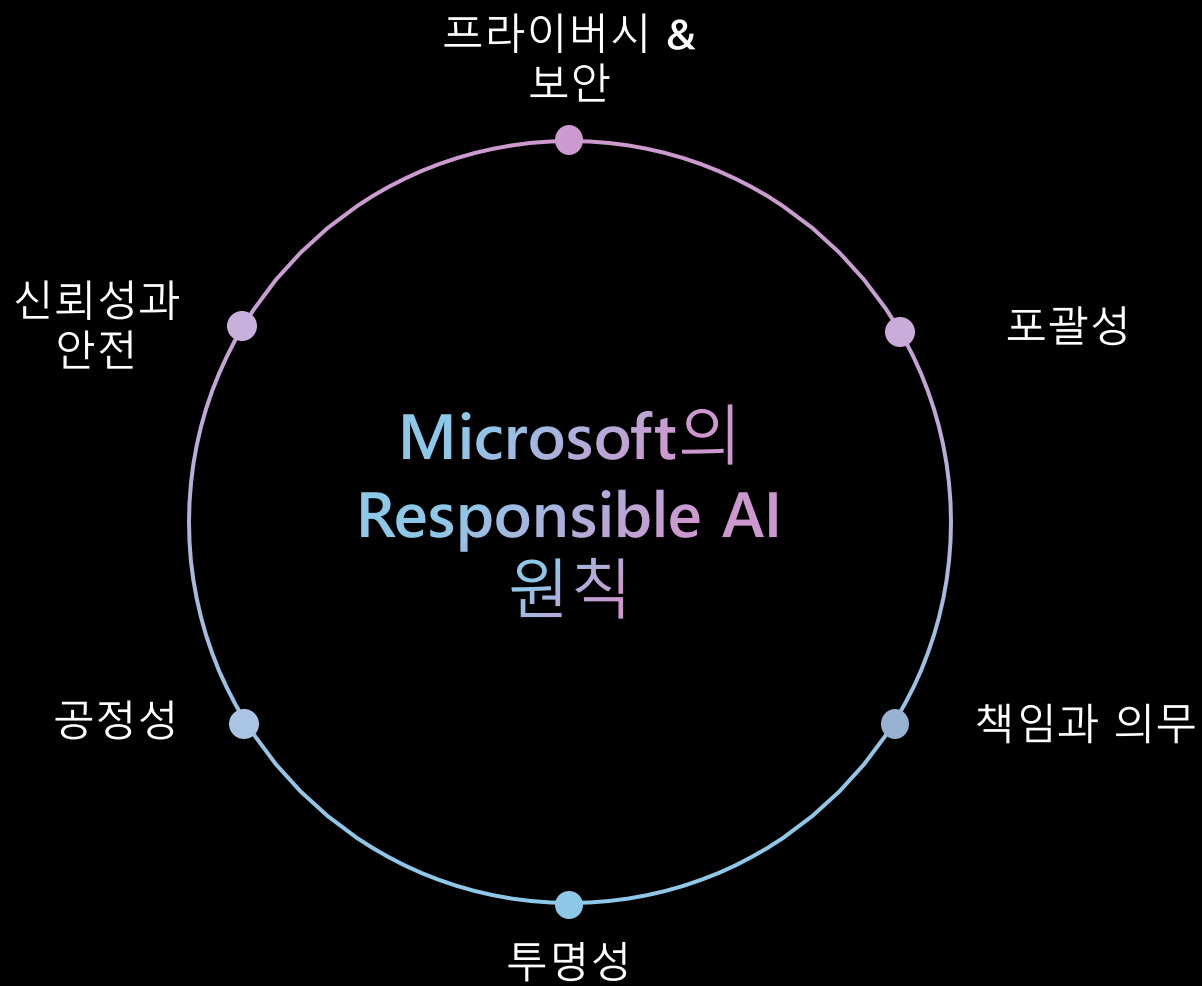 프라이버시 &
보안
신뢰성과
안전
포괄성
Microsoft의
Responsible AI
원칙
공정성
책임과 의무
투명성